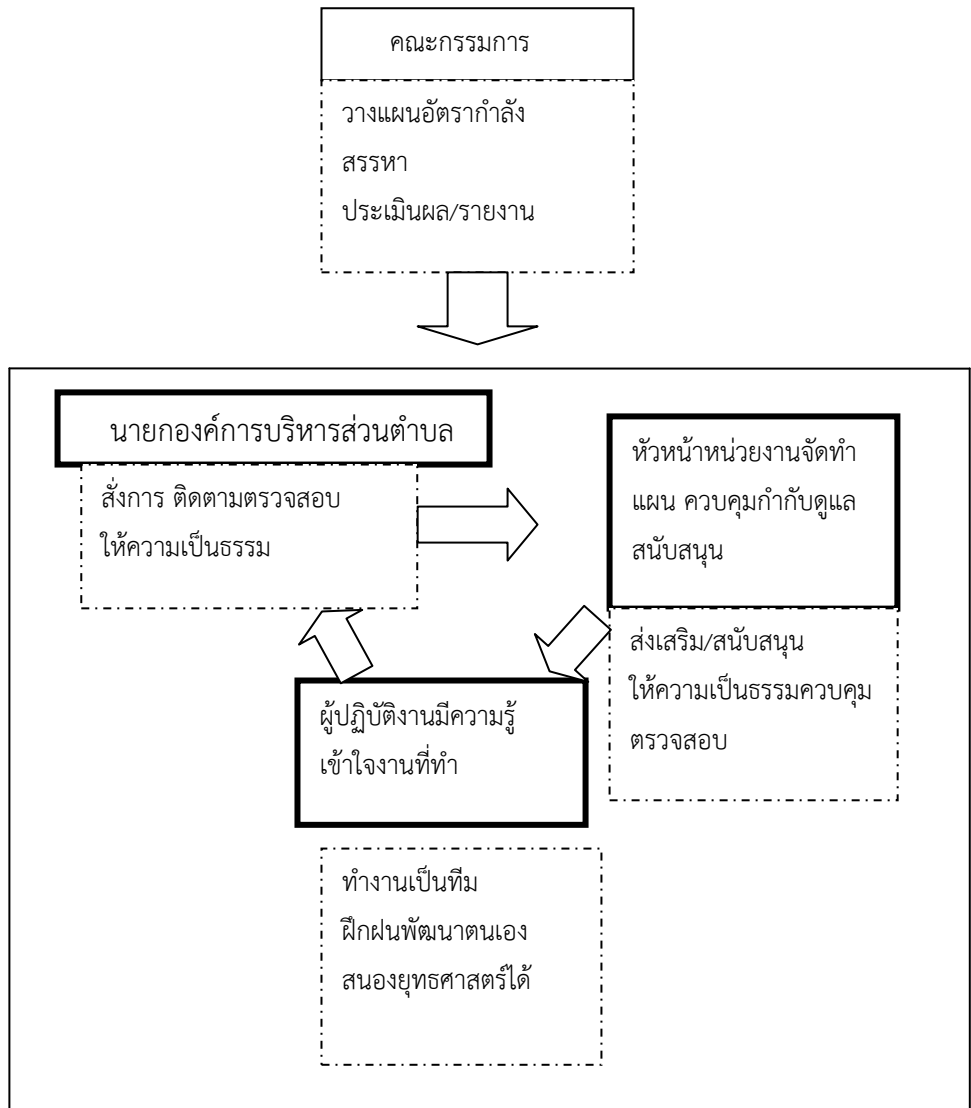 คณะกรรมการ
วางแผนอัตรากำลัง
สรรหา
ประเมินผล/รายงาน
นายกองค์การบริหารส่วนตำบล
สั่งการ ติดตามตรวจสอบ
ให้ความเป็นธรรม
หัวหน้าหน่วยงานจัดทำ
แผน ควบคุมกำกับดูแล
สนับสนุน
ส่งเสริม/สนับสนุน
ให้ความเป็นธรรมควบคุม
ตรวจสอบ
ผู้ปฏิบัติงานมีความรู้
เข้าใจงานที่ทำ
ทำงานเป็นทีม
ฝึกฝนพัฒนาตนเอง
สนองยุทธศาสตร์ได้